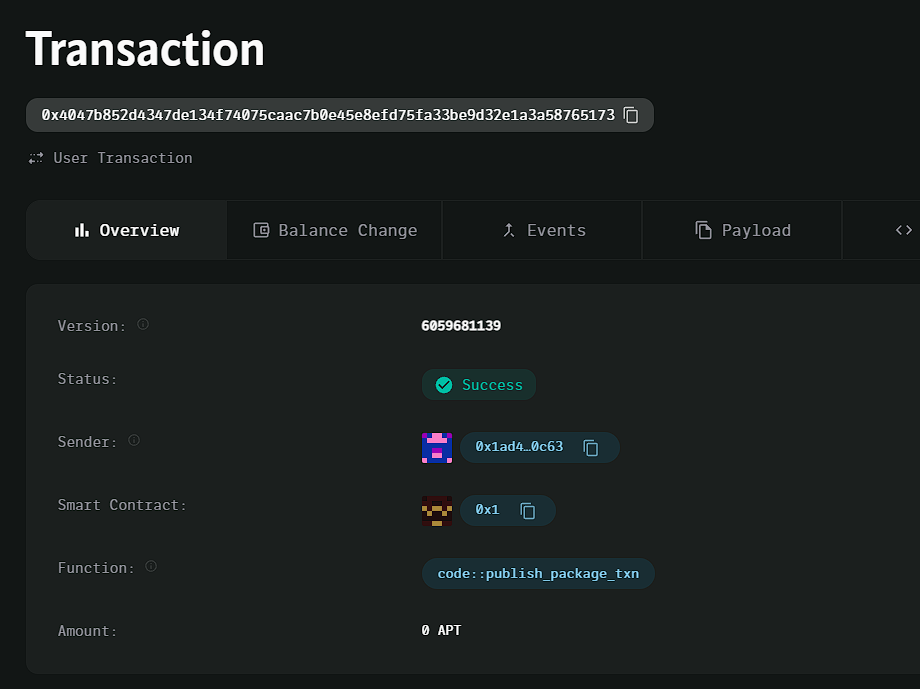 Transaction
0x4047b852d4347de134f74075caac7b0e45e8efd75fa33be9d32e1a3a58765173
User Transaction
Overview
Balance Change
Events
Payload
Version:
6059681139
Status:
Success
Sender:
0x1ad4…0c63
Smart Contract:
0x1
Function:
code::publish_package_txn
Amount:
0 APT